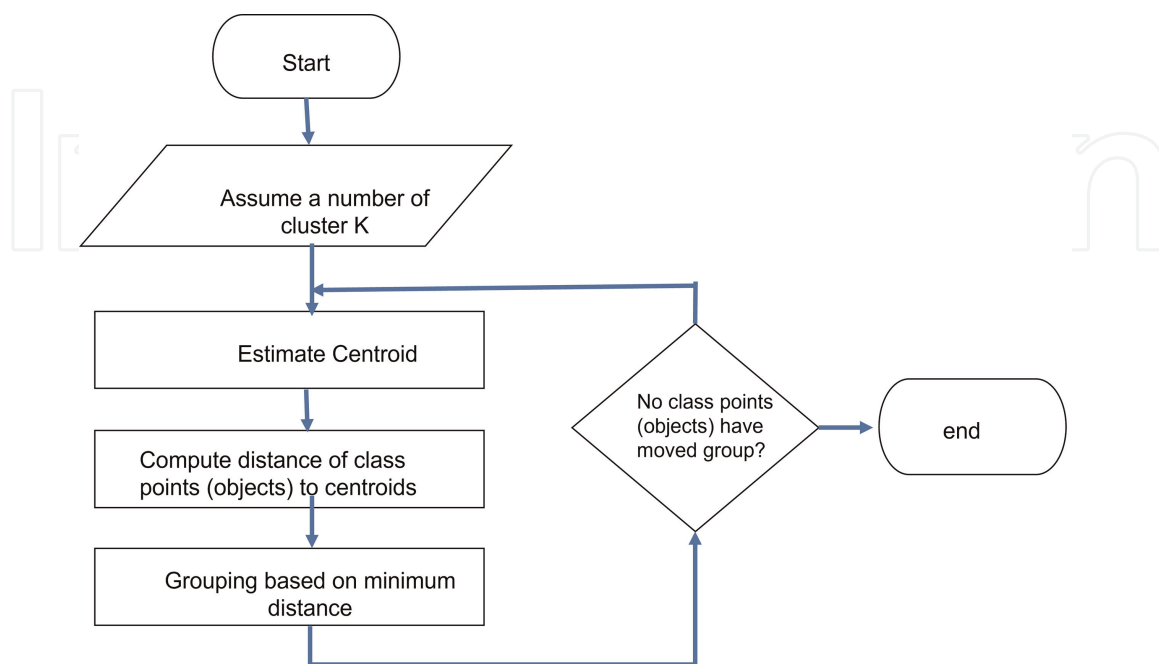 Start
Assume a number of
cluster K
Estimate Centroid
Compute distance of class
points (objects) to centroids
Grouping based on minimum
distance
No class points
(objects) have
moved group?
end